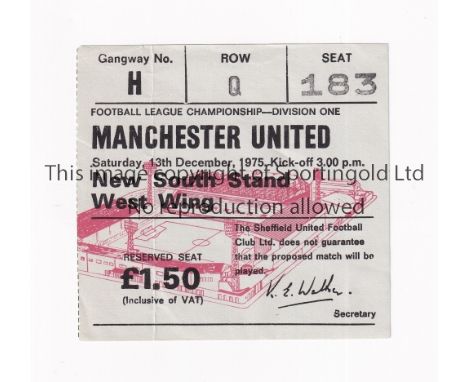 Gangway No. ROW SEAT
H Q 183
FOOTBALL LEAGUE CHAMPIONSHIP—DIVISION ONE
MANCHESTER UNITED
Saturday, 13th December, 1975, Kick-off 3.00 p.m.
This image copyright of Sportingold Ltd
New South Stand
West Wing
No reproduction allowed
The Sheffield United Football
Club Ltd. does not guarantee
that the proposed match will be
played.
RESERVED SEAT
£1.50
(Inclusive of VAT)
K. E. Walker.
Secretary